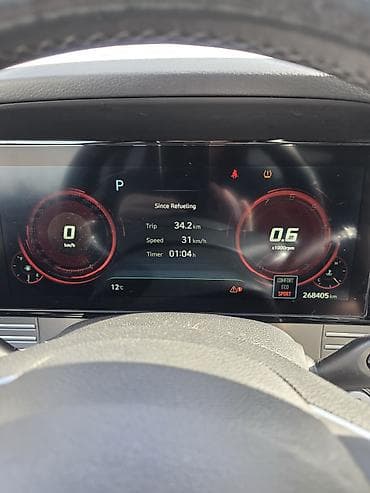 P
Since Refueling
Trip 34.2 km
Speed 31 km/h
Timer 01:04 h
0
km/h
0.6
x1000rpm
12°C
COMFORT
ECO
SPORT
268405 km